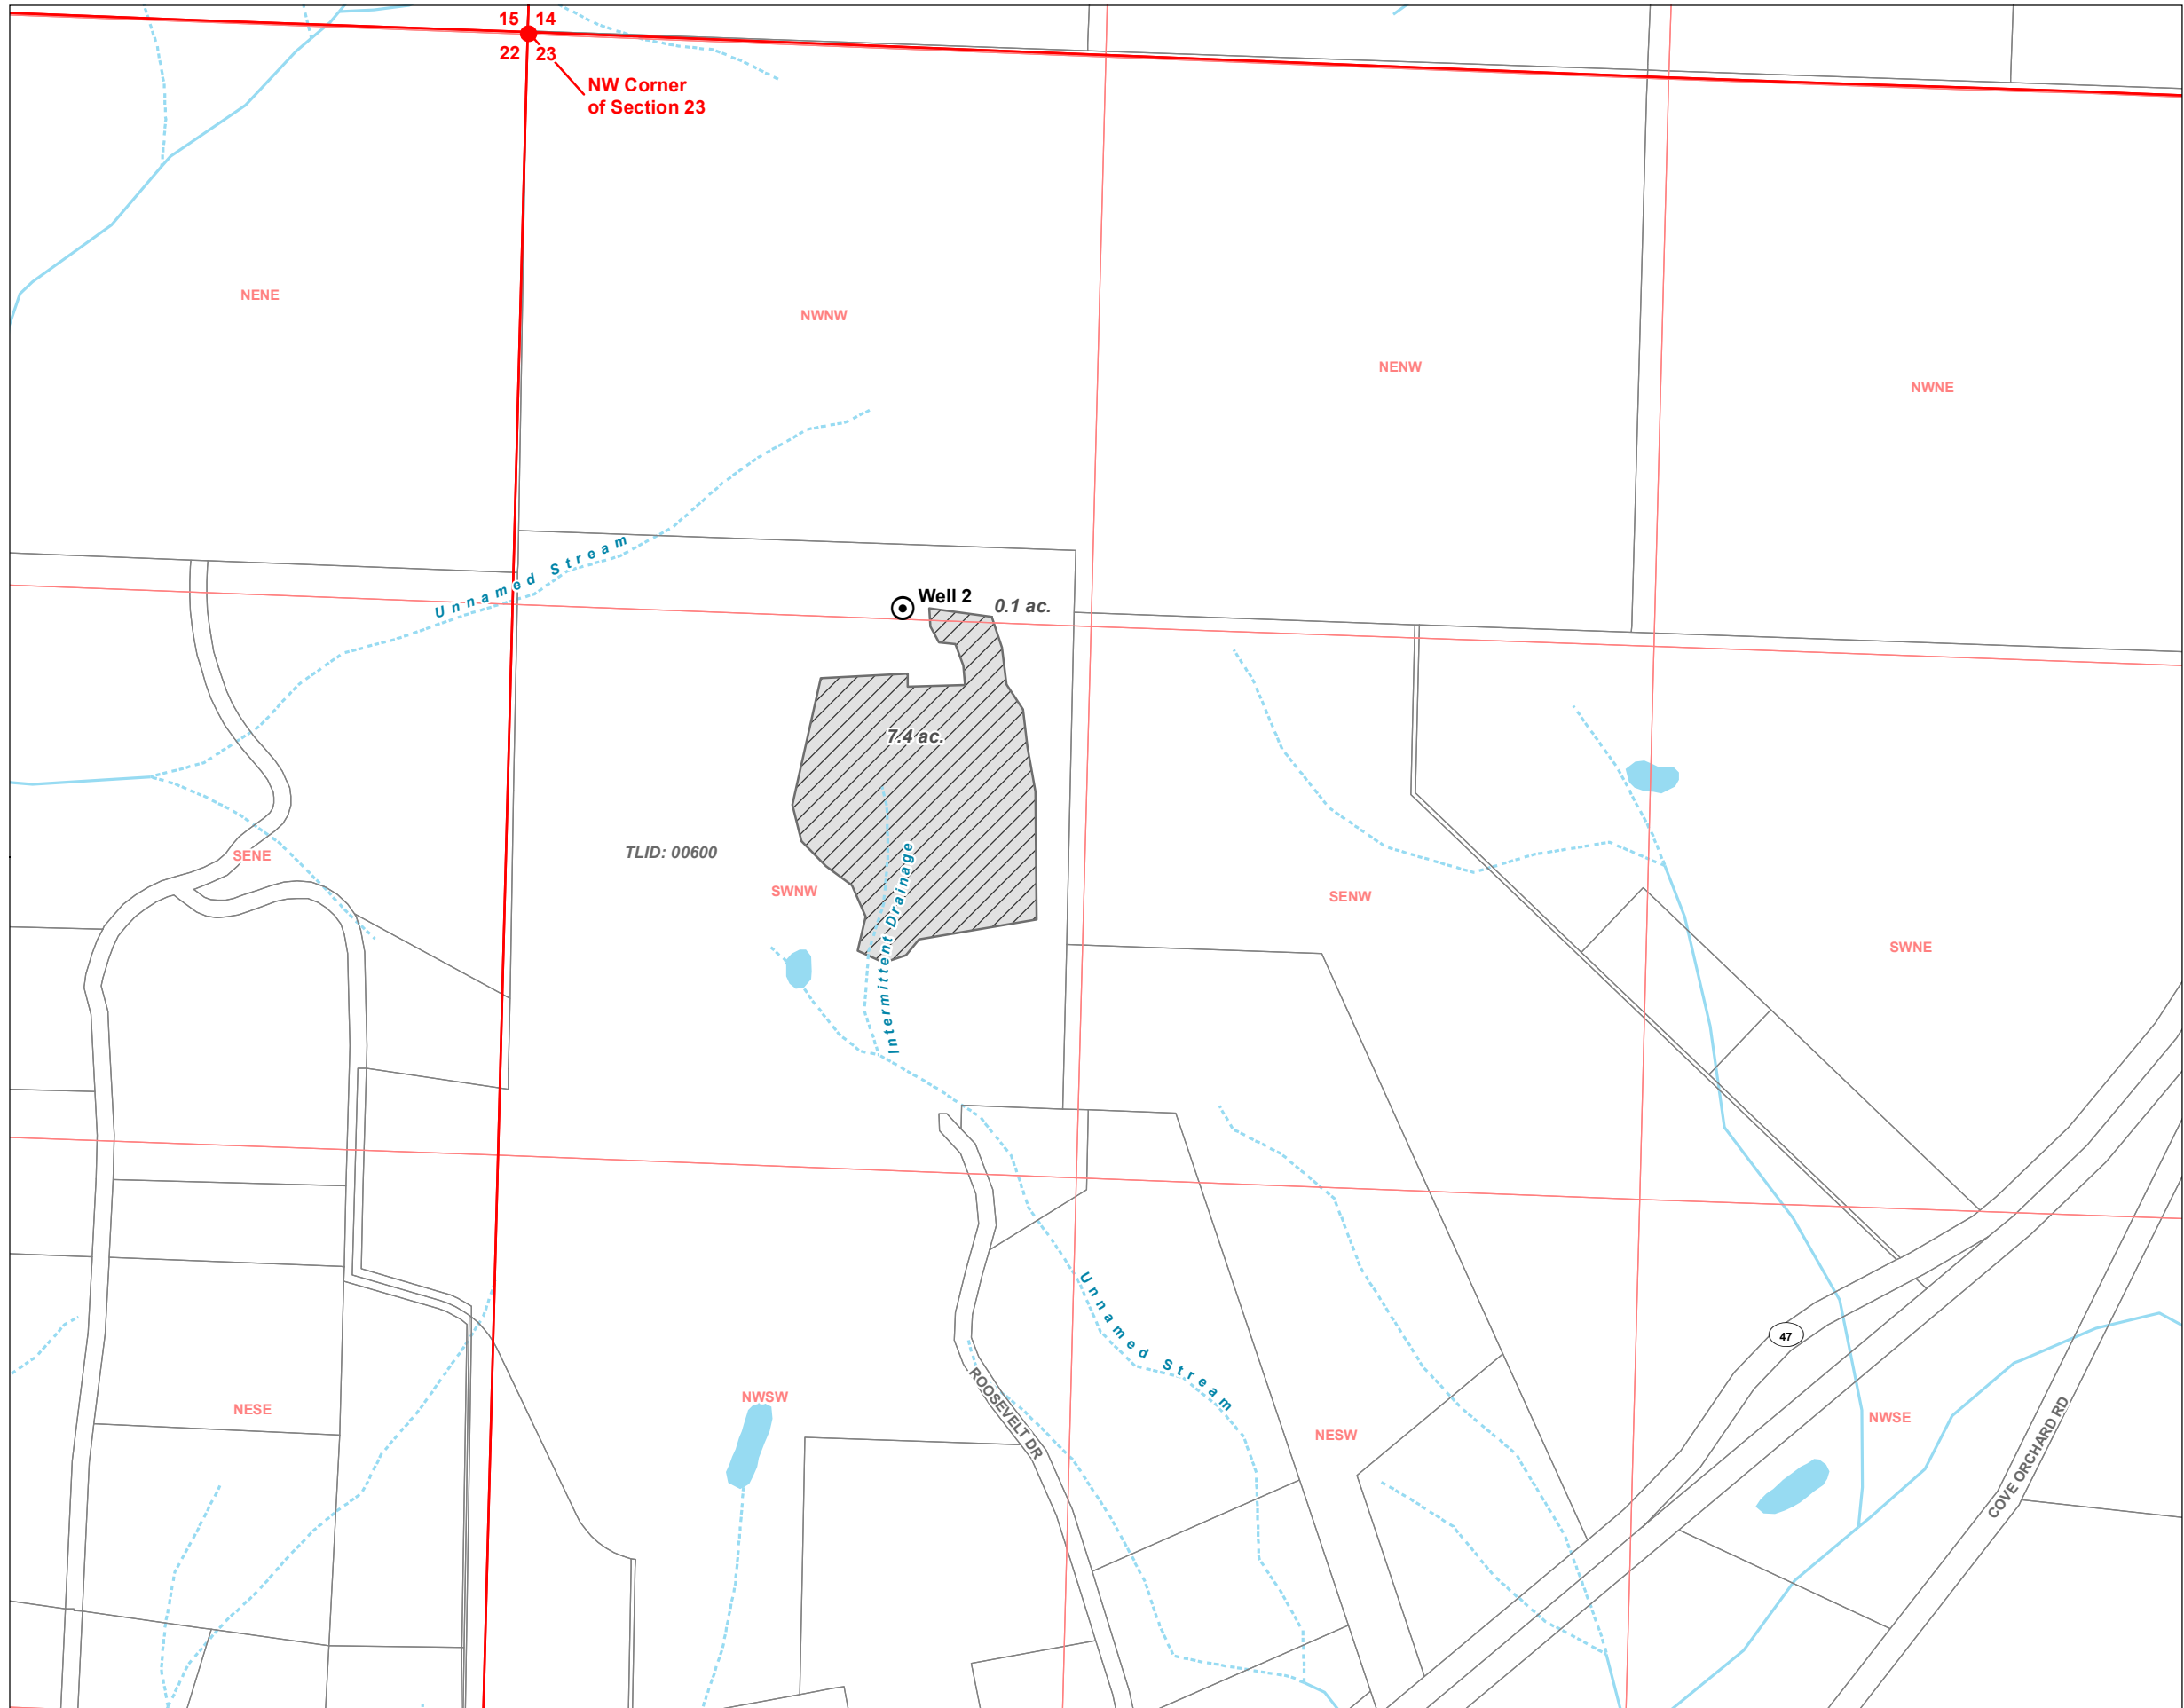 15 14
22 23
NW Corner
of Section 23
NENE
NWNW
NENW
NWNE
Unnamed Stream
Well 2
0.1 ac.
7.4 ac.
TLID: 00600
SENE
SWNW
Intermittent Drainage
SENW
SWNE
Unnamed Stream
47
NESE
NWSW
ROOSEVELT DR
NESW
NWSE
COVE ORCHARD RD